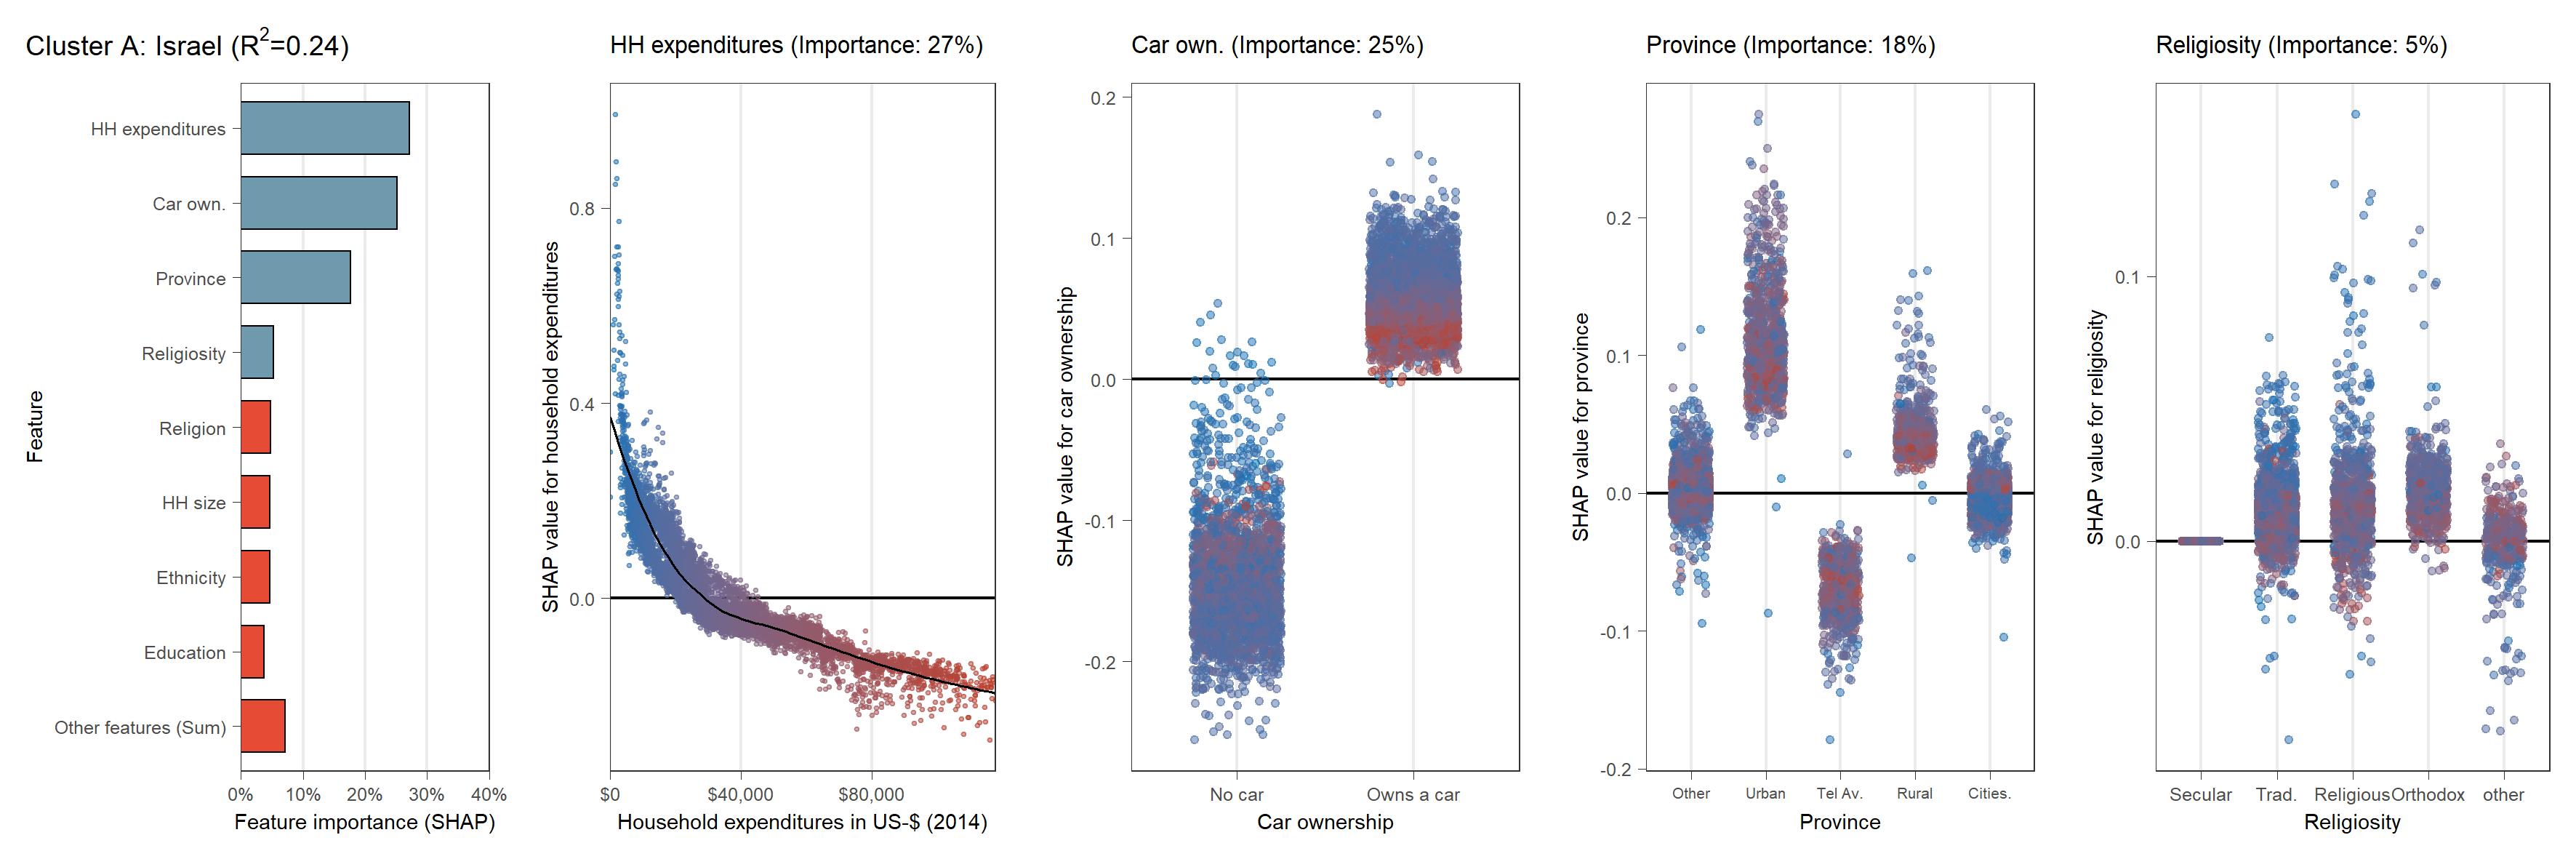 Cluster A: Israel (R²=0.24)
Feature
HH expenditures
Car own.
Province
Religiosity
Religion
HH size
Ethnicity
Education
Other features (Sum)
0% 10% 20% 30% 40%
Feature importance (SHAP)
HH expenditures (Importance: 27%)
SHAP value for household expenditures
0.8
0.4
0.0
$0 $40,000 $80,000
Household expenditures in US-$ (2014)
Car own. (Importance: 25%)
SHAP value for car ownership
0.2
0.1
0.0
-0.1
-0.2
No car Owns a car
Car ownership
Province (Importance: 18%)
SHAP value for province
0.2
0.1
0.0
-0.1
-0.2
Other Urban Tel Av. Rural Cities.
Province
Religiosity (Importance: 5%)
SHAP value for religiosity
0.1
0.0
Secular Trad. Religious Orthodox other
Religiosity